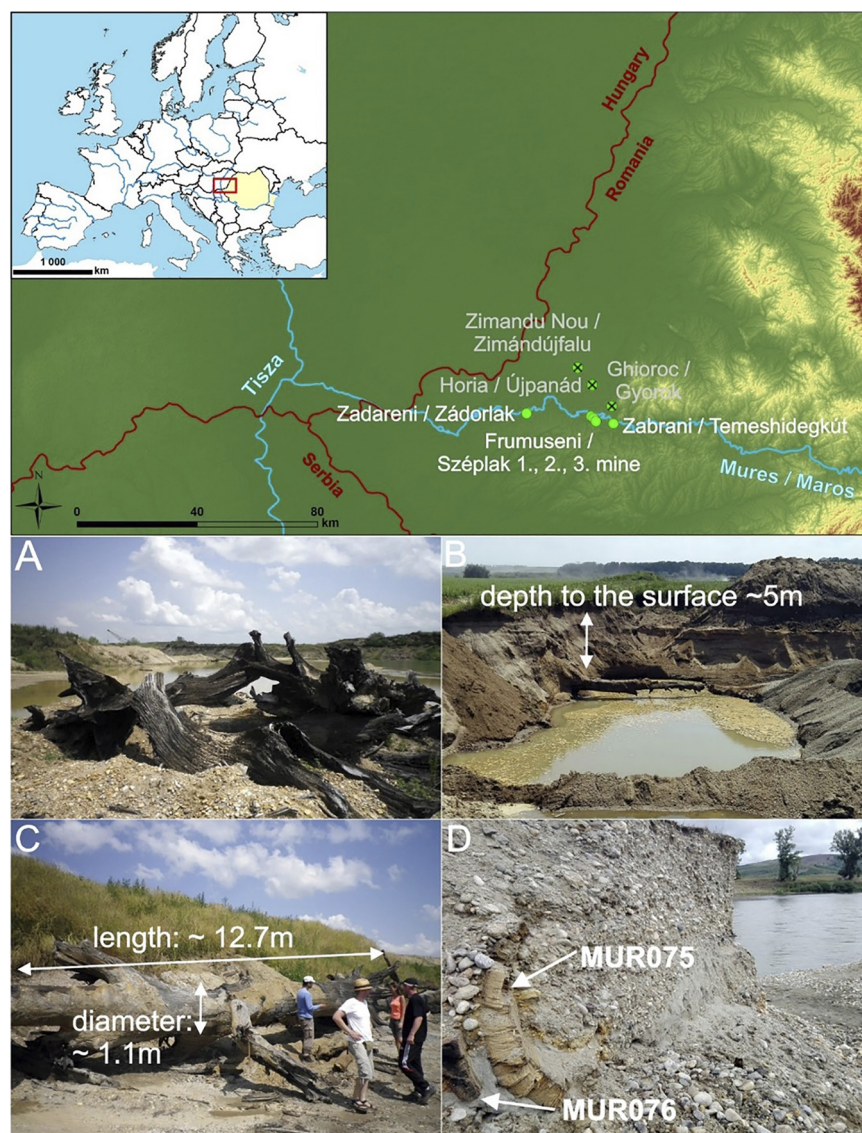 1 000
km
Hungary
Romania
Zimandu Nou /
Zimándújfalu
Tisza
Horia / Újpanád
Ghioroc /
Gyorok
Zadareni / Zádorlak
Zabrani / Temeshidegkút
Frumuseni /
Széplak 1., 2., 3. mine
Serbia
Mures / Maros
N
0 40 80
km
A
B
depth to the surface ~5m
C
length: ~ 12.7m
diameter:
~ 1.1m
D
MUR075
MUR076